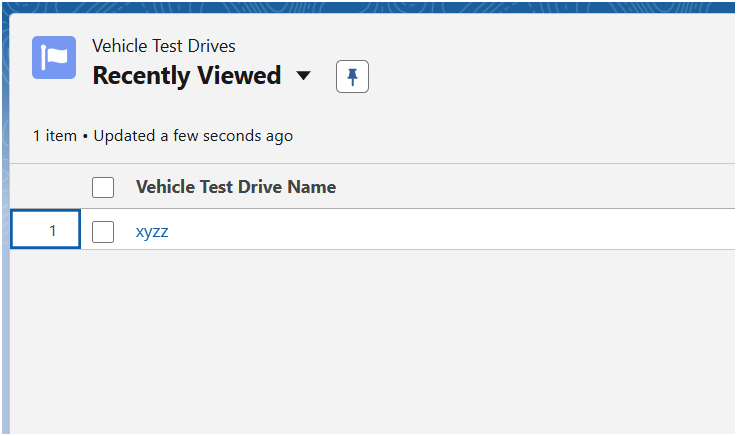 Vehicle Test Drives
Recently Viewed
1 item • Updated a few seconds ago
Vehicle Test Drive Name
1 xyzz